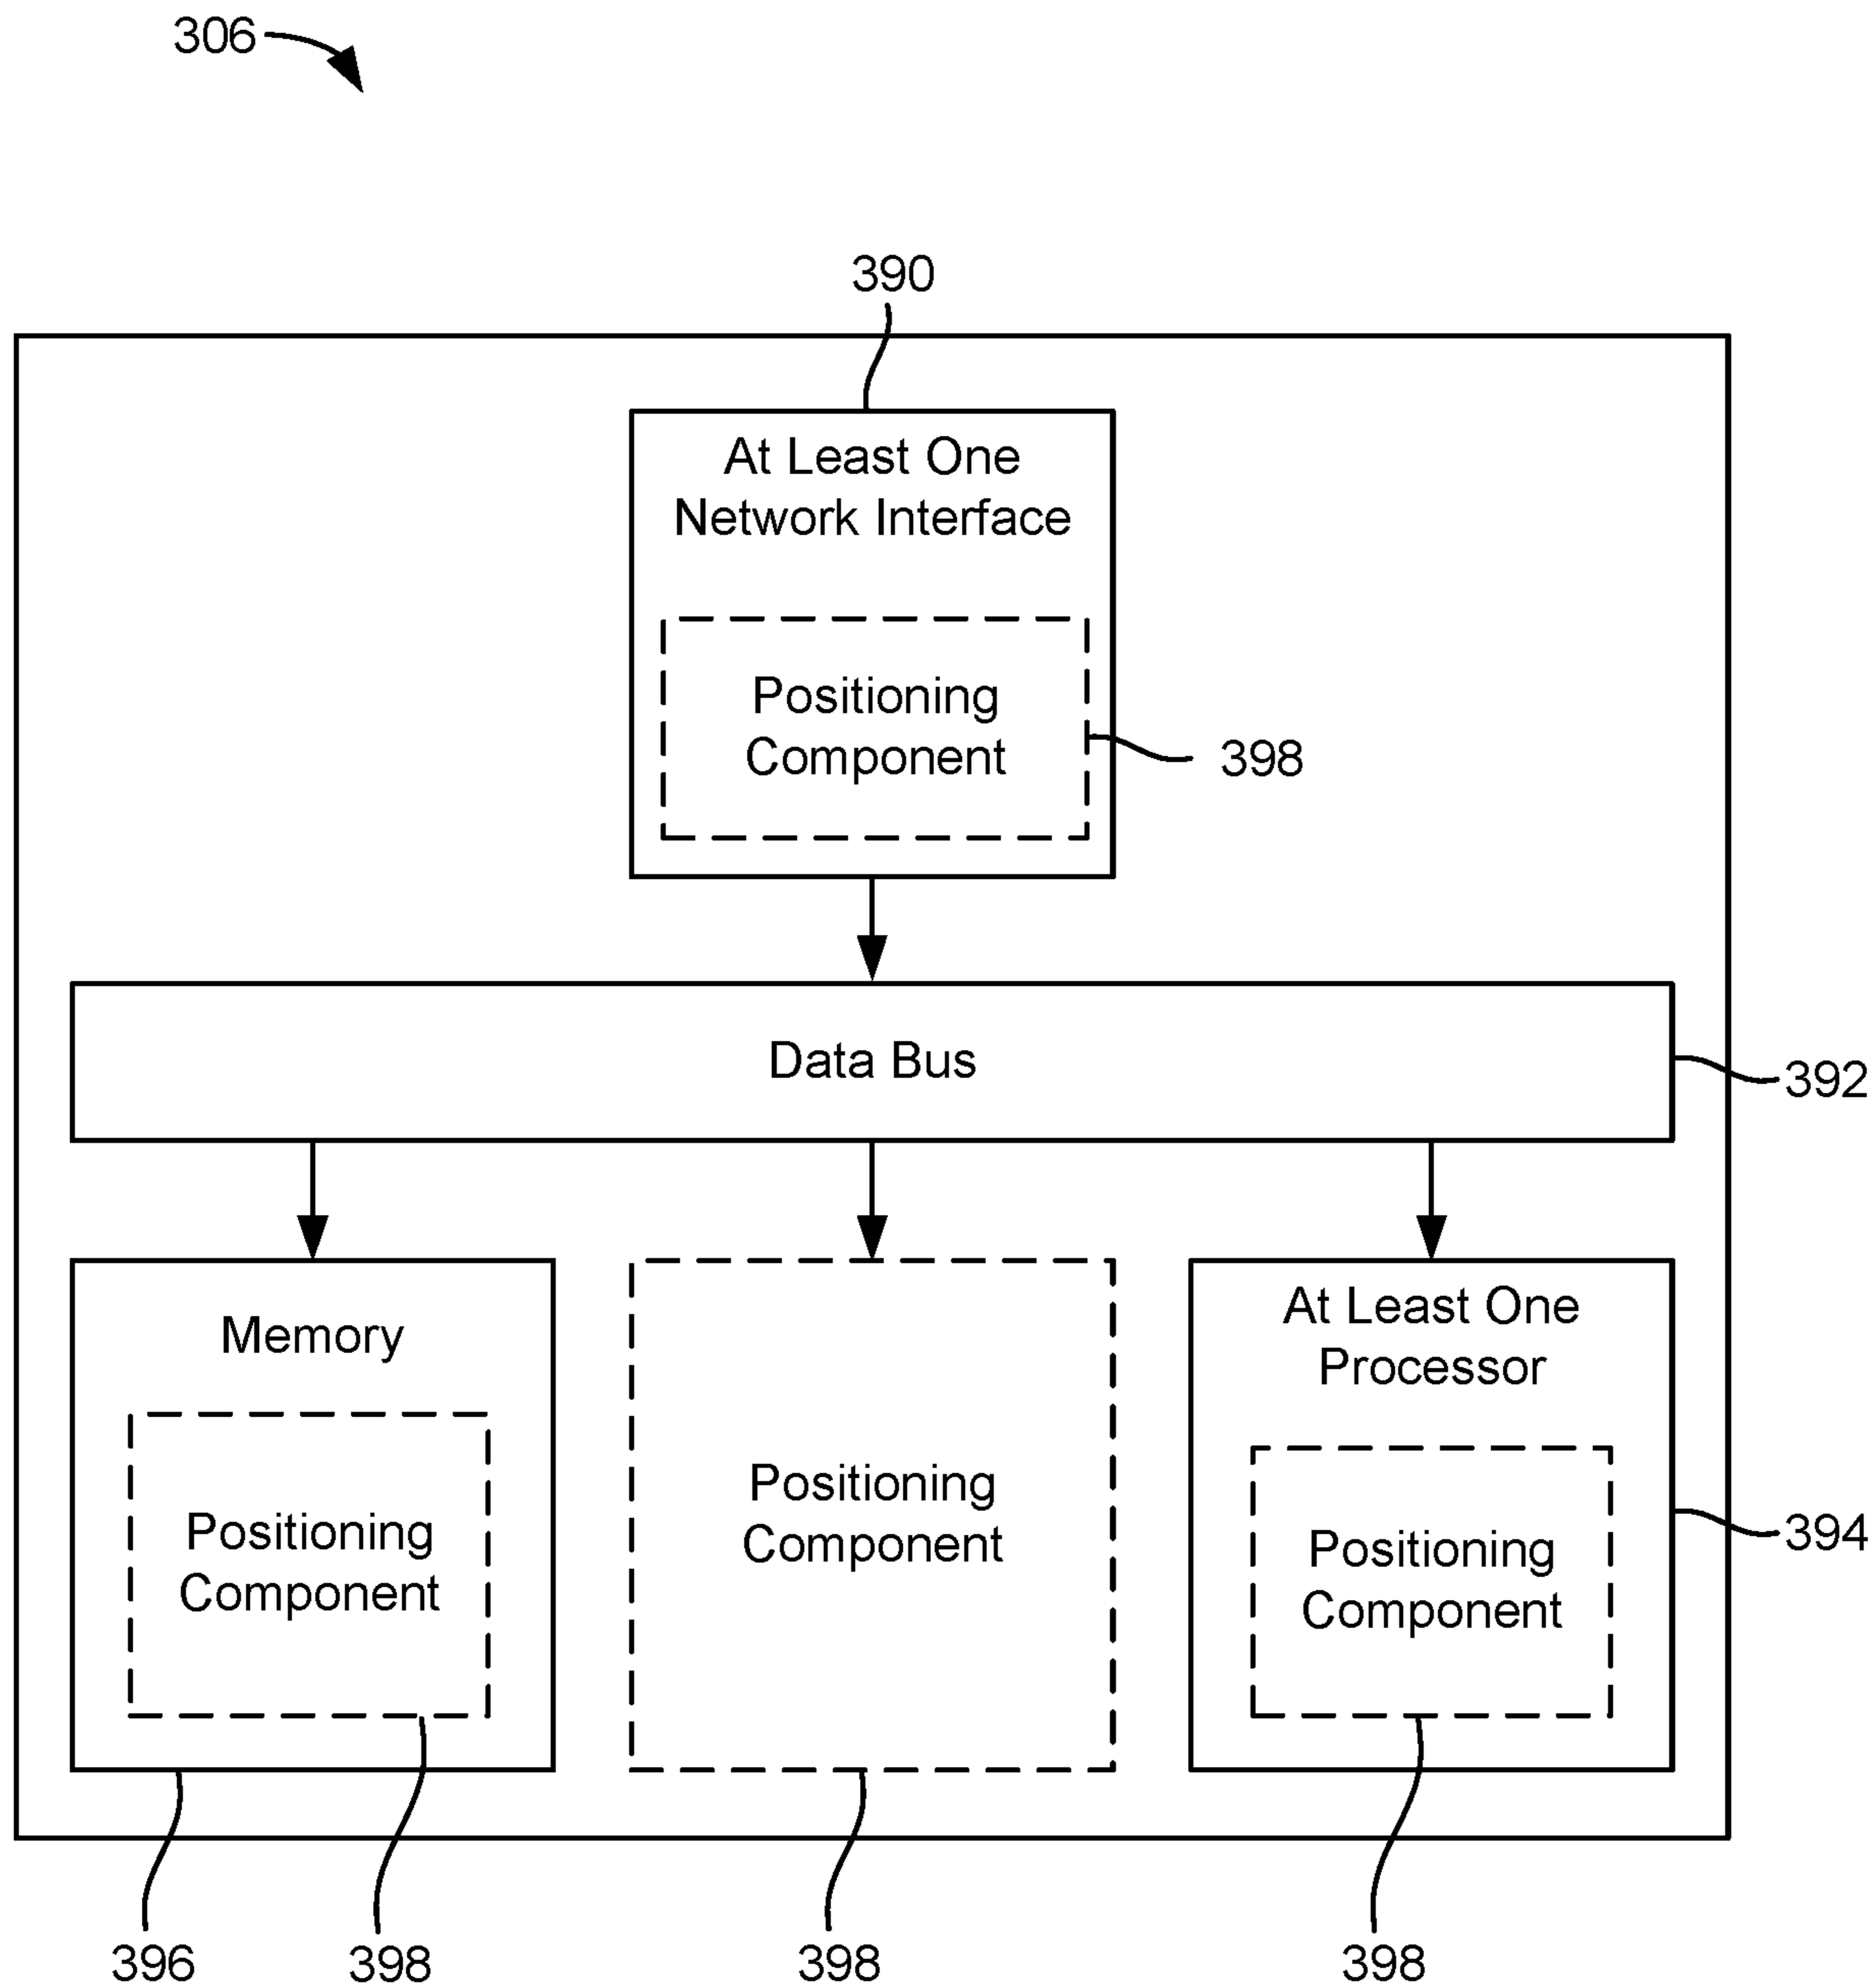 306
390
At Least One
Network Interface
Positioning
Component
398
Data Bus
392
Memory
Positioning
Component
Positioning
Component
At Least One
Processor
Positioning
Component
394
396
398
398
398